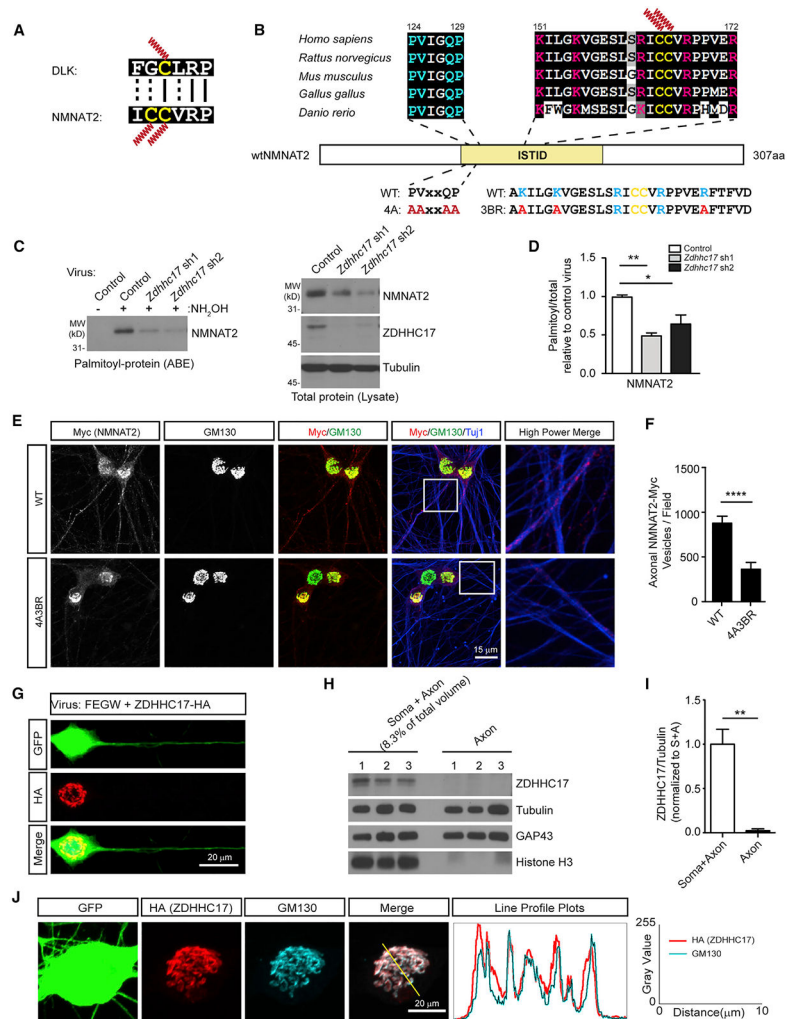 A
DLK:
FGCLRP
NMNAT2:
ICCVRP
B
124 129
151 172
Homo sapiens
PVIGQP
KILGKVGESLSRICCVRPPVER
Rattus norvegicus
PVIGQP
KILGKVGESLSRICCVRPPVER
Mus musculus
PVIGQP
KILGKVGESLSRICCVRPPVER
Gallus gallus
PVIGQP
KILGKVGESLGRICCVRPPMER
Danio rerio
PVIGQP
KFWGKMSESLGKICCVRPHMDR
wtNMNAT2
ISTID
307aa
WT: PVxxQP
4A: AAxxAA
WT: AKILGKVGESLSRICCVRPPVERFTFVD
3BR: AAILGAVGESLSRICCVRPPVEAFTFVD
C
Virus:
Control
Control
Zdhhc17 sh1
Zdhhc17 sh2
- + + + :NH2OH
MW
(kD)
31-
NMNAT2
Palmitoyl-protein (ABE)
Control
Zdhhc17 sh1
Zdhhc17 sh2
MW
(kD)
31-
NMNAT2
45-
ZDHHC17
45-
Tubulin
Total protein (Lysate)
D
Control
Zdhhc17 sh1
Zdhhc17 sh2
Palmitoyl/total
relative to control virus
1.5
1.0
0.5
0.0
**
*
NMNAT2
E
Myc (NMNAT2)
GM130
Myc/GM130
Myc/GM130/Tuj1
High Power Merge
WT
4A3BR
15 μm
F
Axonal NMNAT2-Myc
Vesicles / Field
1500
1000
500
0
****
WT
4A3BR
G
Virus: FEGW + ZDHHC17-HA
GFP
HA
Merge
20 μm
H
Soma + Axon
(8.3% of total volume)
Axon
1 2 3 1 2 3
ZDHHC17
Tubulin
GAP43
Histone H3
I
ZDHHC17/Tubulin
(normalized to S+A)
1.5
1.0
0.5
0.0
**
Soma+Axon
Axon
J
GFP
HA (ZDHHC17)
GM130
Merge
Line Profile Plots
20 μm
255
Gray Value
0
HA (ZDHHC17)
GM130
0 10
Distance(μm)